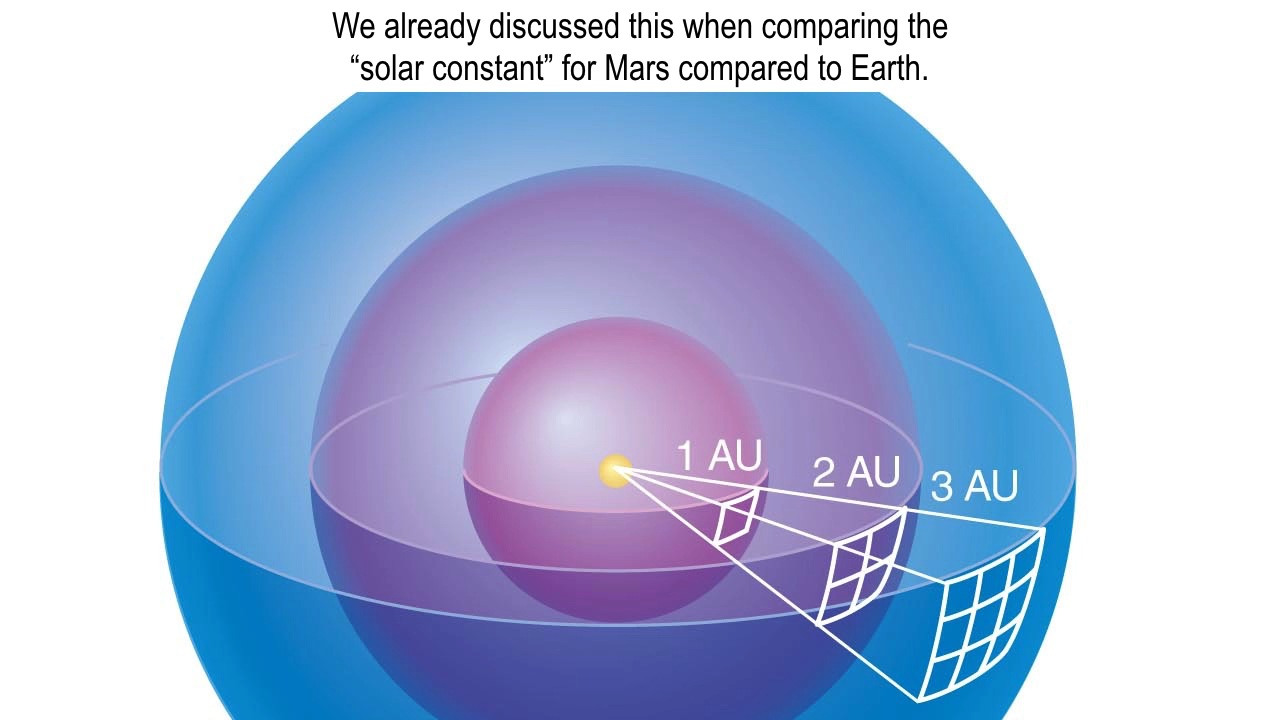 We already discussed this when comparing the
“solar constant” for Mars compared to Earth.
1 AU
2 AU
3 AU